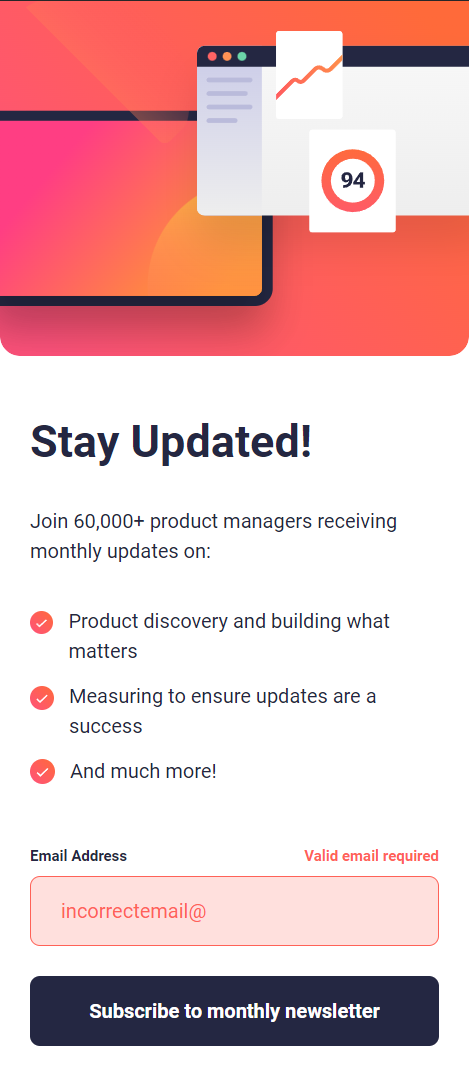 94
Stay Updated!
Join 60,000+ product managers receiving
monthly updates on:
Product discovery and building what
matters
Measuring to ensure updates are a
success
And much more!
Email Address
Valid email required
incorrectemail@
Subscribe to monthly newsletter